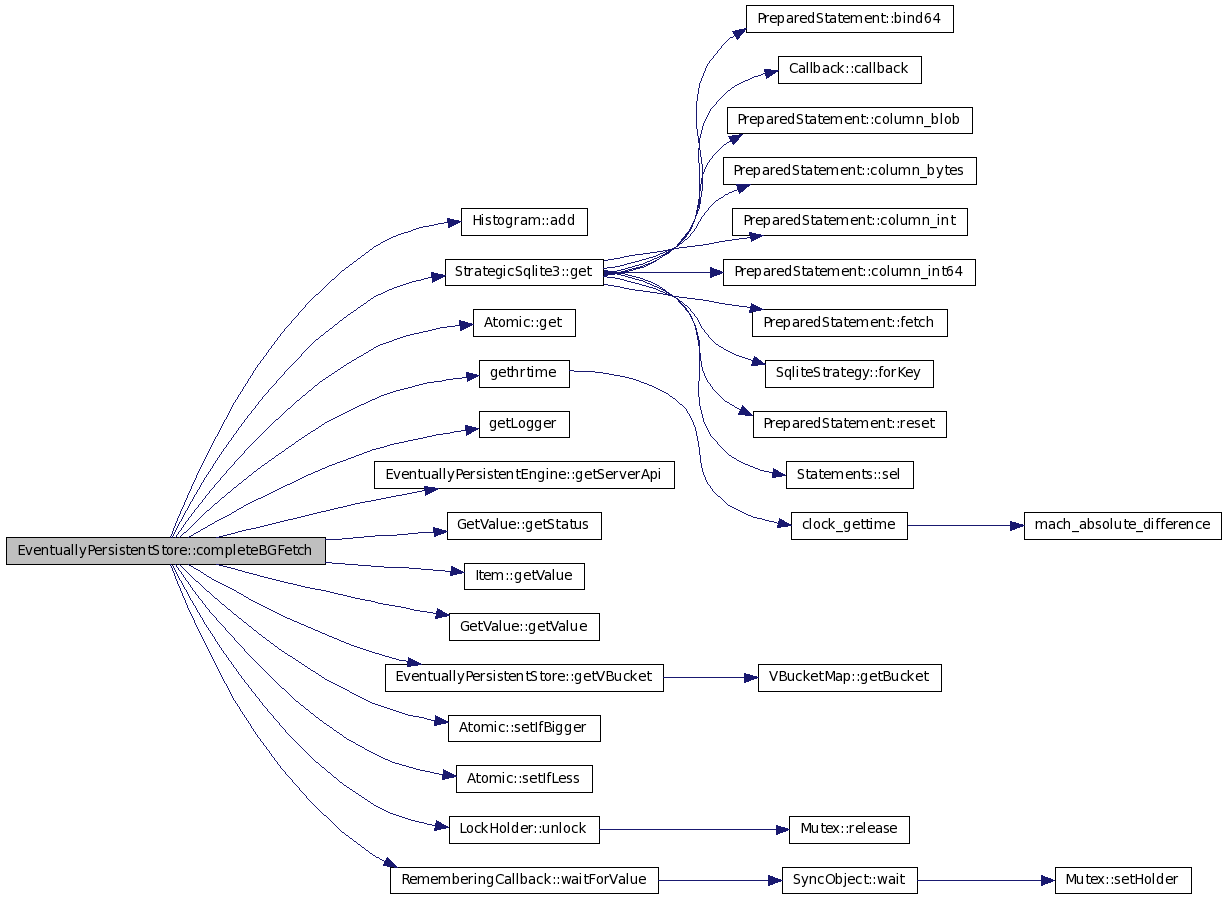 PreparedStatement::bind64
Callback::callback
PreparedStatement::column_blob
PreparedStatement::column_bytes
Histogram::add
PreparedStatement::column_int
StrategicSqlite3::get
PreparedStatement::column_int64
Atomic::get
PreparedStatement::fetch
gethrtime
SqliteStrategy::forKey
getLogger
PreparedStatement::reset
EventuallyPersistentEngine::getServerApi
Statements::sel
GetValue::getStatus
clock_gettime
mach_absolute_difference
EventuallyPersistentStore::completeBGFetch
Item::getValue
GetValue::getValue
EventuallyPersistentStore::getVBucket
VBucketMap::getBucket
Atomic::setIfBigger
Atomic::setIfLess
LockHolder::unlock
Mutex::release
RememberingCallback::waitForValue
SyncObject::wait
Mutex::setHolder